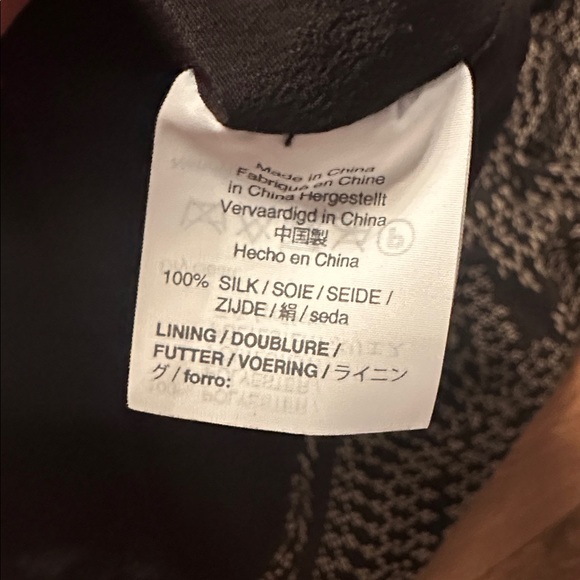 Made in China
Fabriqué en Chine
in China Hergestellt
Vervaardigd in China
中国製
Hecho en China
100% SILK / SOIE / SEIDE /
ZIJDE / 絹 / seda
LINING / DOUBLURE /
FUTTER / VOERING / ライニン
グ / forro: